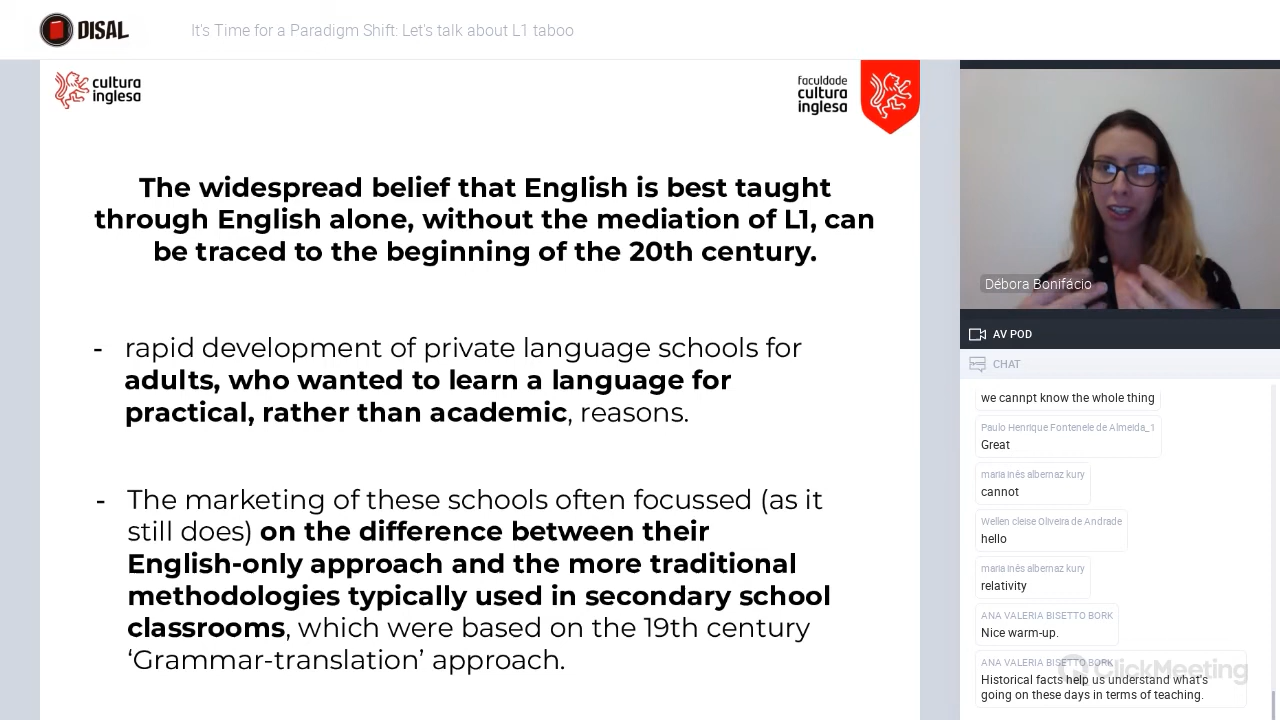 DISAL
It's Time for a Paradigm Shift: Let's talk about L1 taboo
cultura
inglesa
faculdade
cultura
inglesa
The widespread belief that English is best taught
through English alone, without the mediation of L1, can
be traced to the beginning of the 20th century.
- rapid development of private language schools for
adults, who wanted to learn a language for
practical, rather than academic, reasons.
- The marketing of these schools often focussed (as it
still does) on the difference between their
English-only approach and the more traditional
methodologies typically used in secondary school
classrooms, which were based on the 19th century
‘Grammar-translation’ approach.
Débora Bonifácio
AV POD
CHAT
we cannpt know the whole thing
Paulo Henrique Fontenele de Almeida_1
Great
maria inês albernaz kury
cannot
Wellen cleise Oliveira de Andrade
hello
maria inês albernaz kury
relativity
ANA VALERIA BISETTO BORK
Nice warm-up.
ANA VALERIA BISETTO BORK
Historical facts help us understand what's
going on these days in terms of teaching.
ClickMeeting